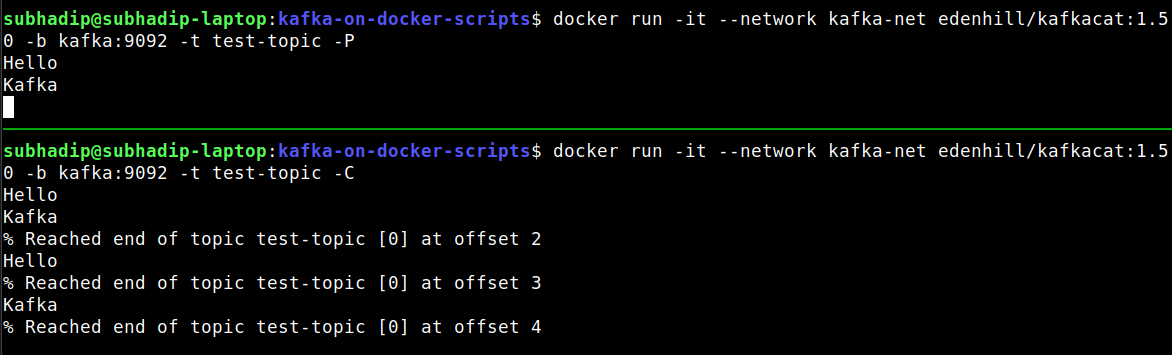 subhadip@subhadip-laptop:kafka-on-docker-scripts$ docker run -it --network kafka-net edenhill/kafkacat:1.5
0 -b kafka:9092 -t test-topic -P
Hello
Kafka
subhadip@subhadip-laptop:kafka-on-docker-scripts$ docker run -it --network kafka-net edenhill/kafkacat:1.5
0 -b kafka:9092 -t test-topic -C
Hello
Kafka
% Reached end of topic test-topic [0] at offset 2
Hello
% Reached end of topic test-topic [0] at offset 3
Kafka
% Reached end of topic test-topic [0] at offset 4